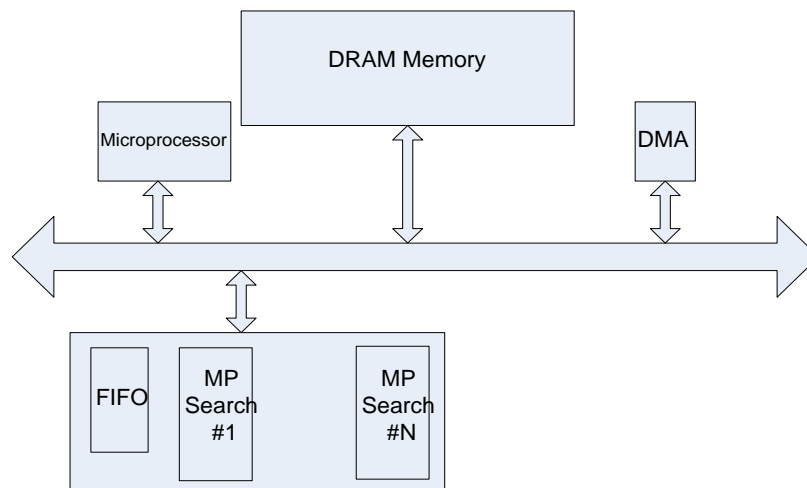 DRAM Memory
Microprocessor
DMA
FIFO
MP
Search
#1
MP
Search
#N